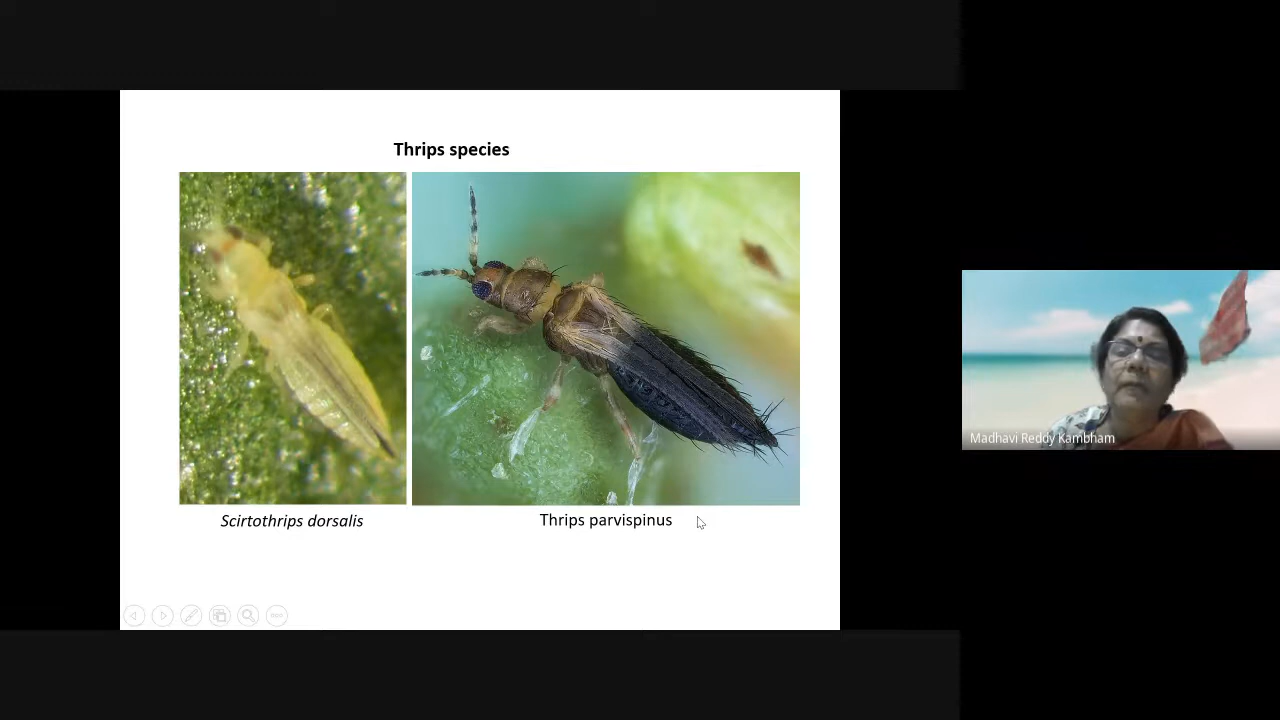 Thrips species
Scirtothrips dorsalis
Thrips parvispinus
Madhavi Reddy Kambham